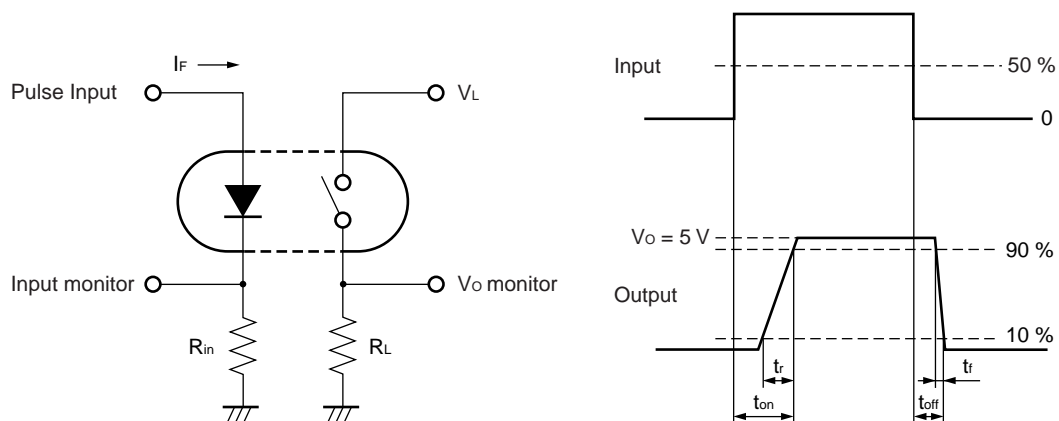 IF
Pulse Input
VL
Input monitor
VO monitor
Rin
RL
Input
50 %
0
VO = 5 V
90 %
Output
10 %
tr
tf
ton
toff